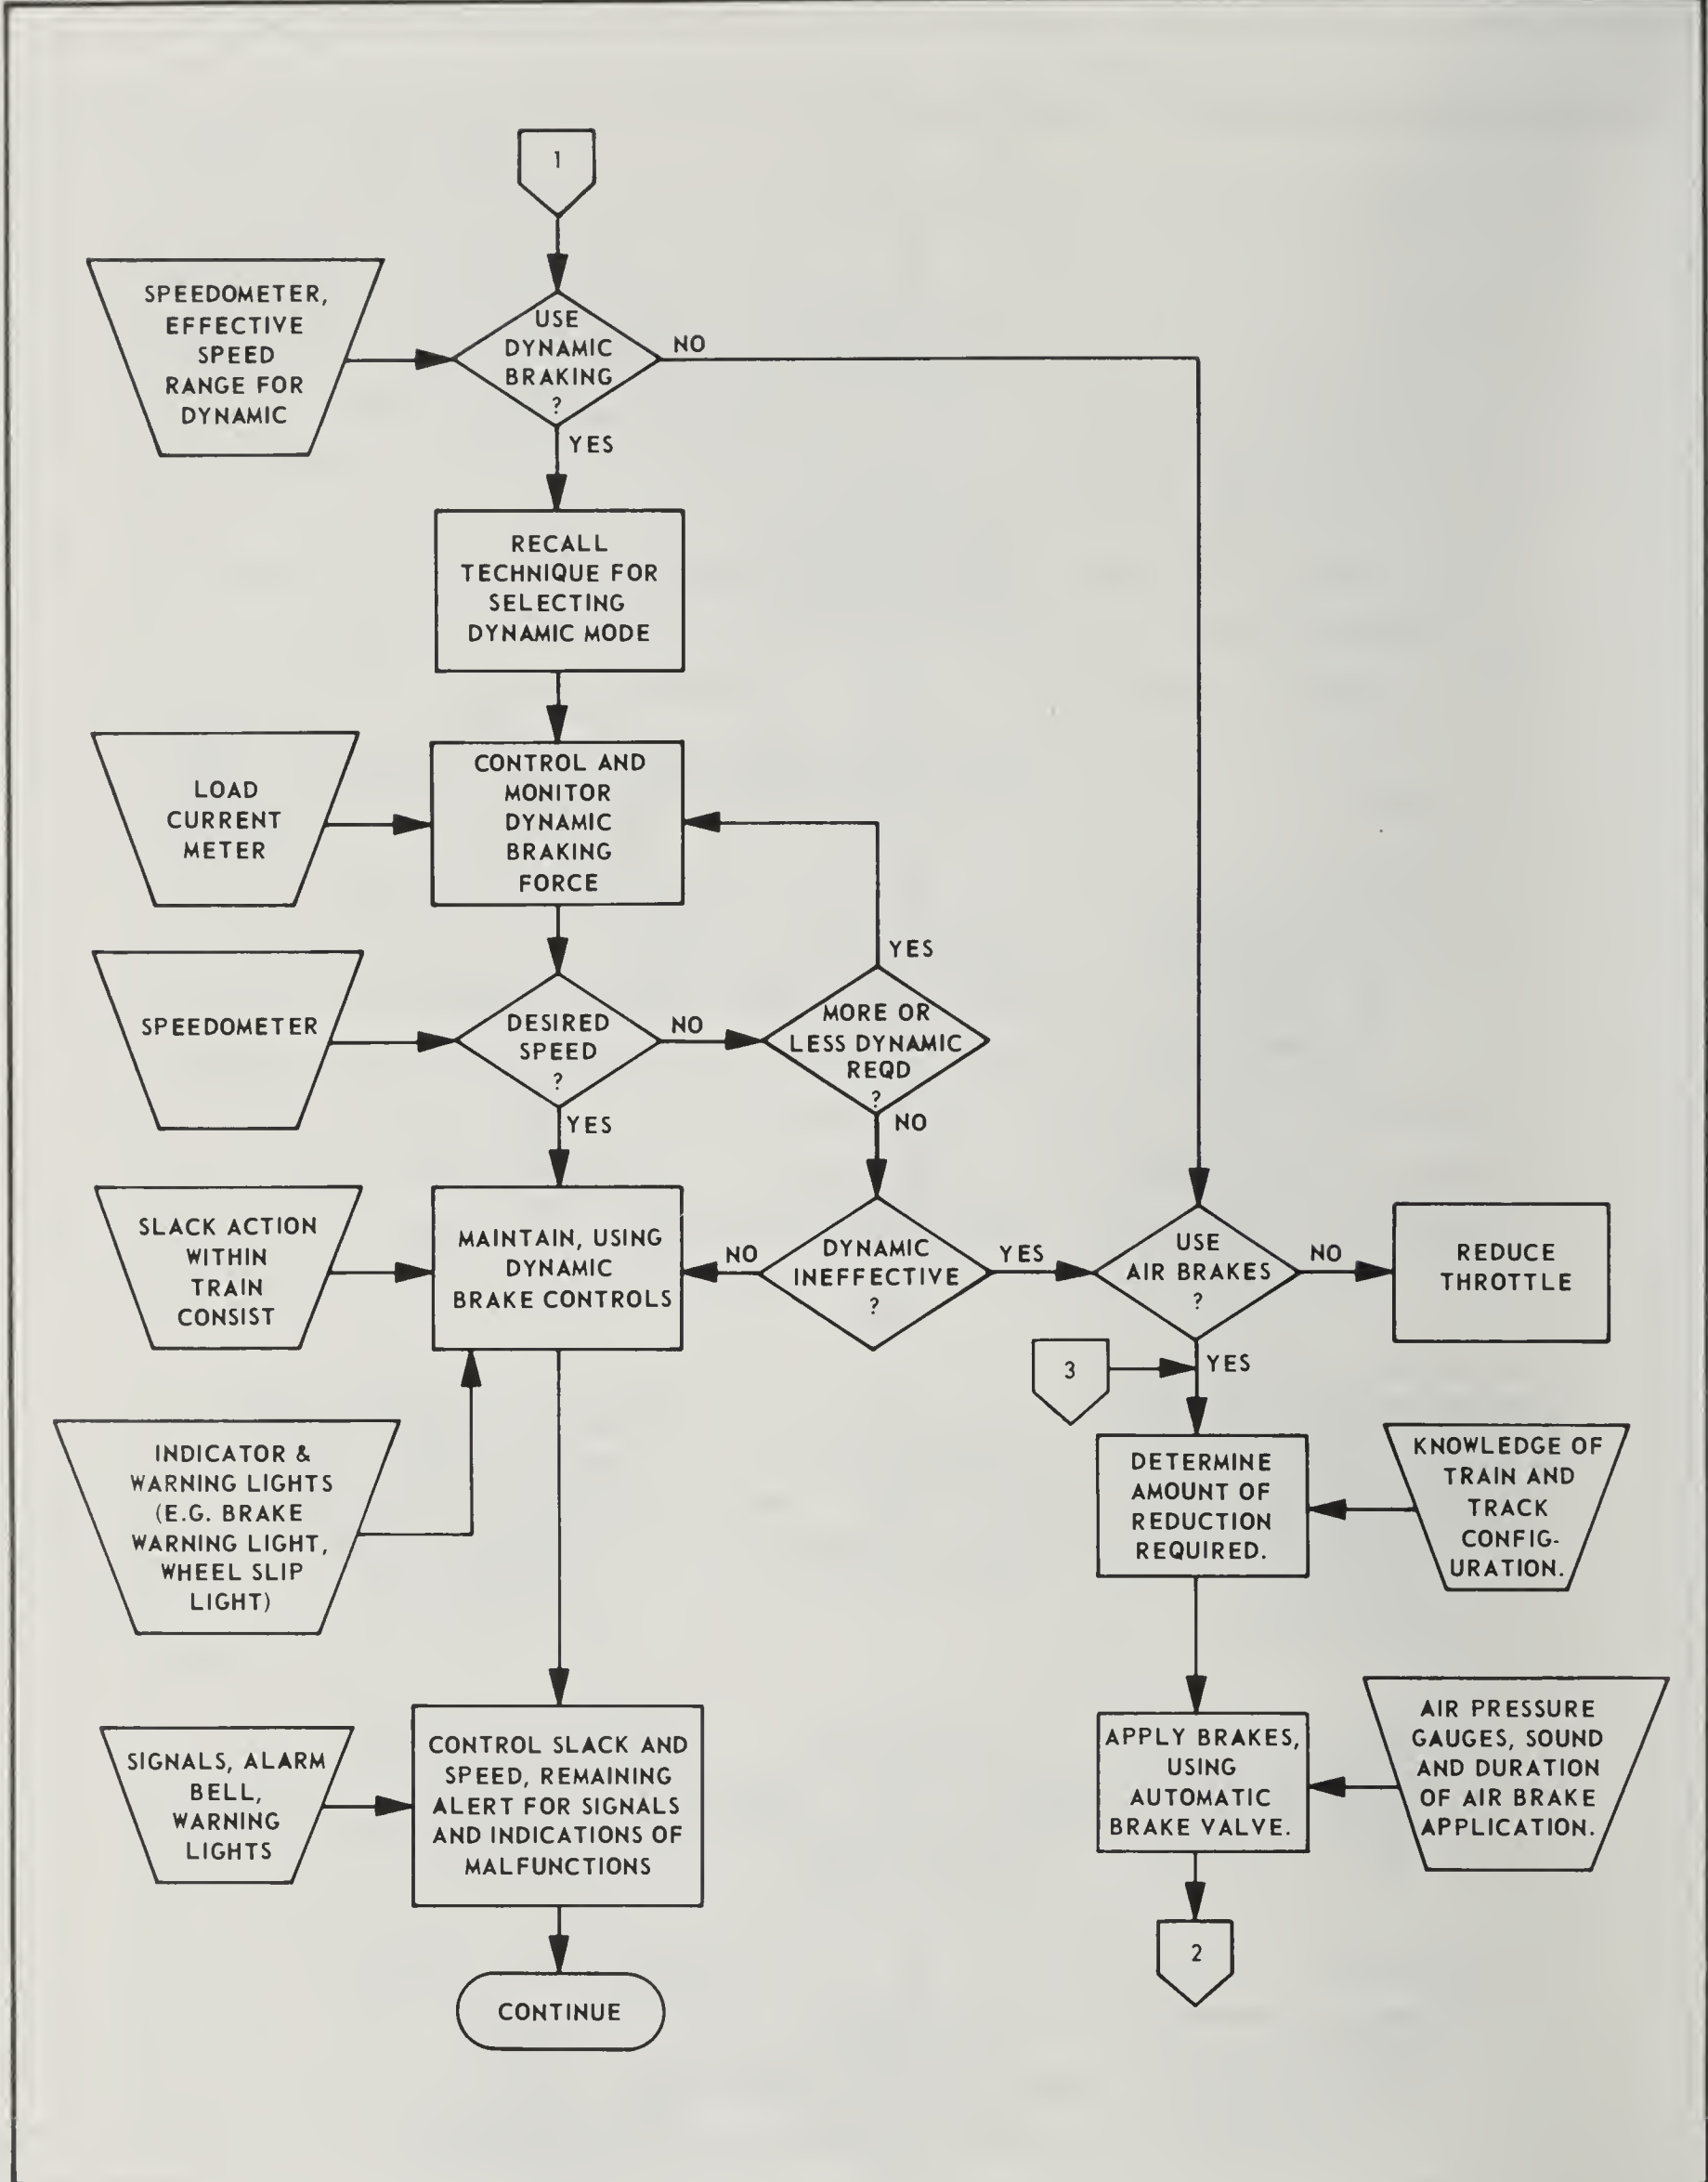 1
SPEEDOMETER,
EFFECTIVE
SPEED
RANGE FOR
DYNAMIC
USE
DYNAMIC
BRAKING
?
NO
YES
RECALL
TECHNIQUE FOR
SELECTING
DYNAMIC MODE
LOAD
CURRENT
METER
CONTROL AND
MONITOR
DYNAMIC
BRAKING
FORCE
YES
SPEEDOMETER
DESIRED
SPEED
?
NO
MORE OR
LESS DYNAMIC
REQD
?
YES
NO
SLACK ACTION
WITHIN
TRAIN
CONSIST
MAINTAIN, USING
DYNAMIC
BRAKE CONTROLS
NO
DYNAMIC
INEFFECTIVE
?
YES
USE
AIR BRAKES
?
NO
REDUCE
THROTTLE
3
YES
INDICATOR &
WARNING LIGHTS
(E.G. BRAKE
WARNING LIGHT,
WHEEL SLIP
LIGHT)
DETERMINE
AMOUNT OF
REDUCTION
REQUIRED.
KNOWLEDGE OF
TRAIN AND
TRACK
CONFIG-
URATION.
SIGNALS, ALARM
BELL,
WARNING
LIGHTS
CONTROL SLACK AND
SPEED, REMAINING
ALERT FOR SIGNALS
AND INDICATIONS OF
MALFUNCTIONS
APPLY BRAKES,
USING
AUTOMATIC
BRAKE VALVE.
AIR PRESSURE
GAUGES, SOUND
AND DURATION
OF AIR BRAKE
APPLICATION.
2
CONTINUE